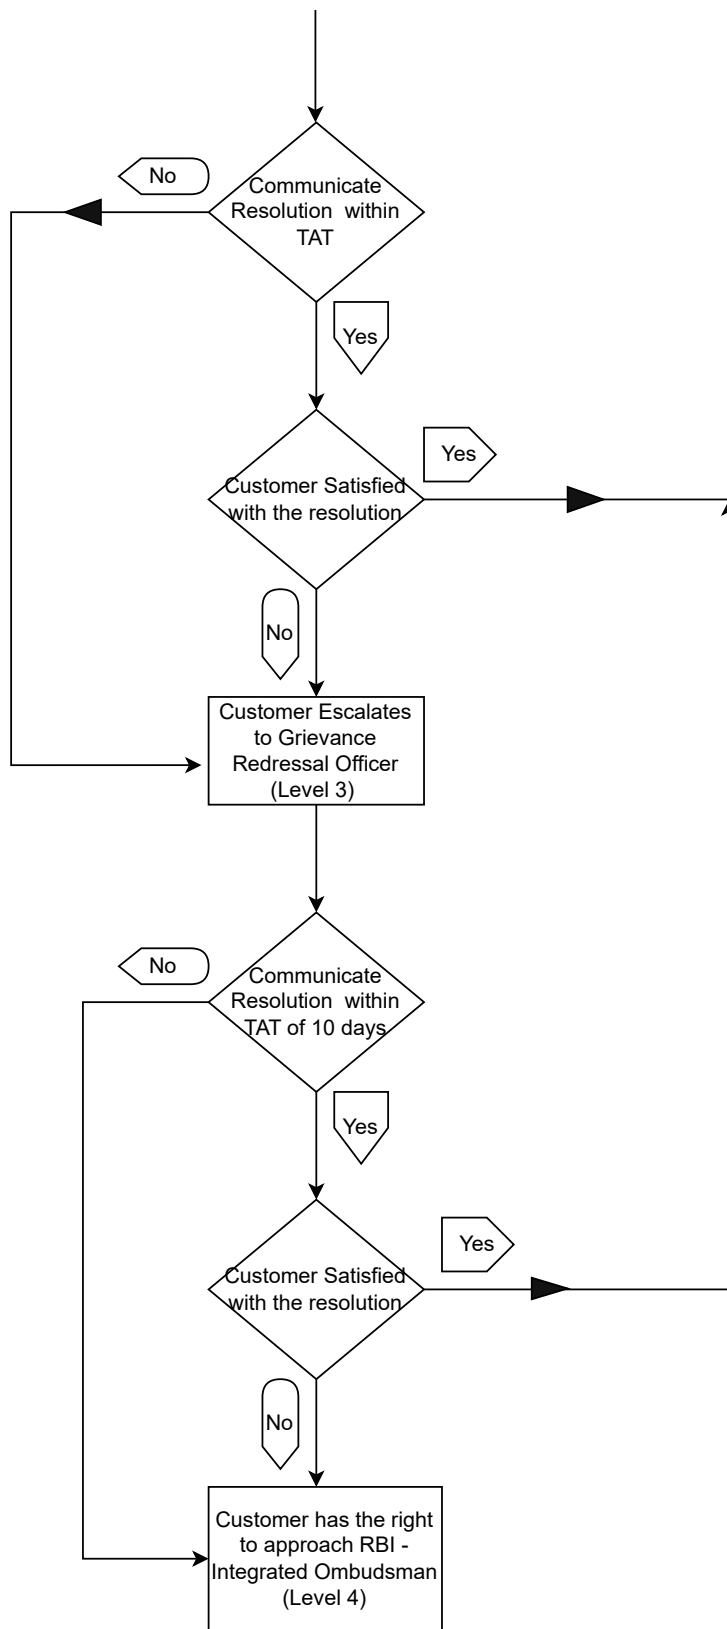 No
Communicate
Resolution within
TAT
Yes
Yes
Customer Satisfied
with the resolution
No
Customer Escalates
to Grievance
Redressal Officer
(Level 3)
No
Communicate
Resolution within
TAT of 10 days
Yes
Yes
Customer Satisfied
with the resolution
No
Customer has the right
to approach RBI -
Integrated Ombudsman
(Level 4)